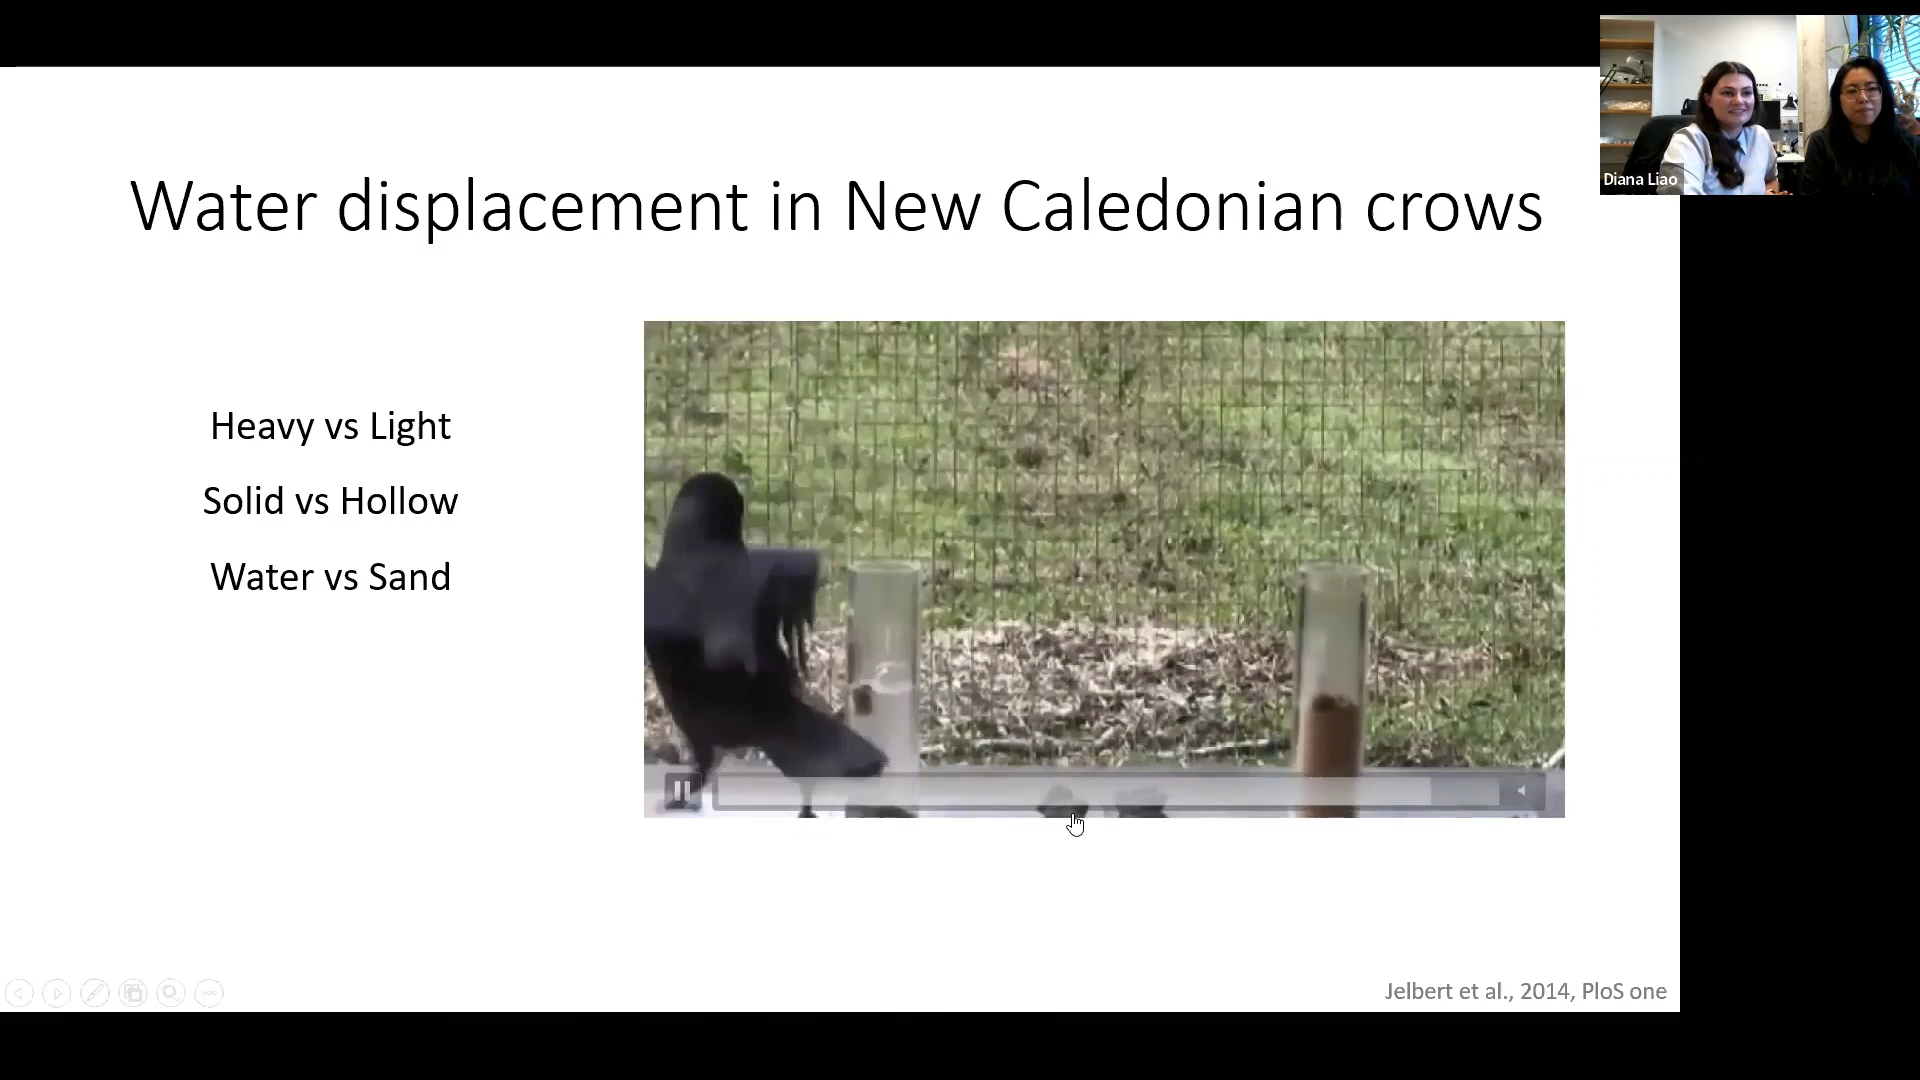 Diana Liao
Water displacement in New Caledonian crows
Heavy vs Light
Solid vs Hollow
Water vs Sand
Jelbert et al., 2014, PloS one